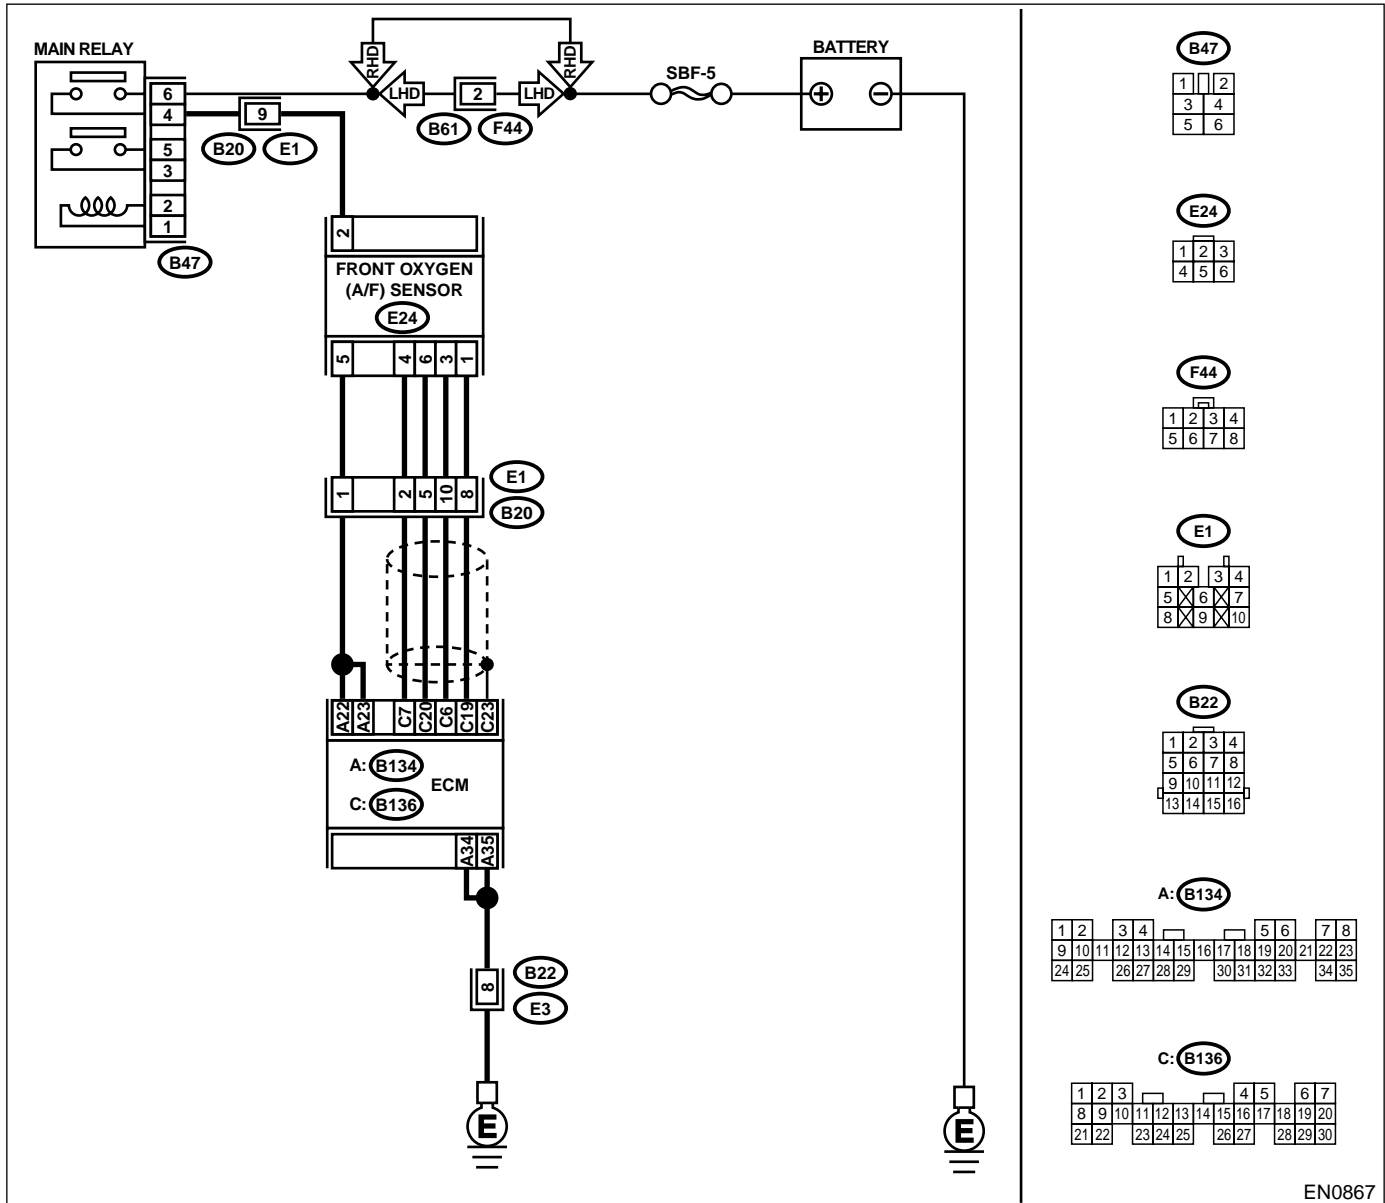 MAIN RELAY
6
4
5
3
2
1
B47
9
B20 E1
RHD
LHD
2
LHD
RHD
B61 F44
SBF-5
BATTERY
+ −
2
FRONT OXYGEN
(A/F) SENSOR
E24
5 4 6 3 1
1 2 5 10 8
E1
B20
A22 A23 C7 C20 C6 C19 C23
A: B134
ECM
C: B136
A34 A35
8
B22
E3
E
E
B47
1 2
3 4
5 6
E24
1 2 3
4 5 6
F44
1 2 3 4
5 6 7 8
E1
1 2 3 4
5 6 7
8 9 10
B22
1 2 3 4
5 6 7 8
9 10 11 12
13 14 15 16
A: B134
1 2 3 4 5 6 7 8
9 10 11 12 13 14 15 16 17 18 19 20 21 22 23
24 25 26 27 28 29 30 31 32 33 34 35
C: B136
1 2 3 4 5 6 7
8 9 10 11 12 13 14 15 16 17 18 19 20
21 22 23 24 25 26 27 28 29 30
EN0867